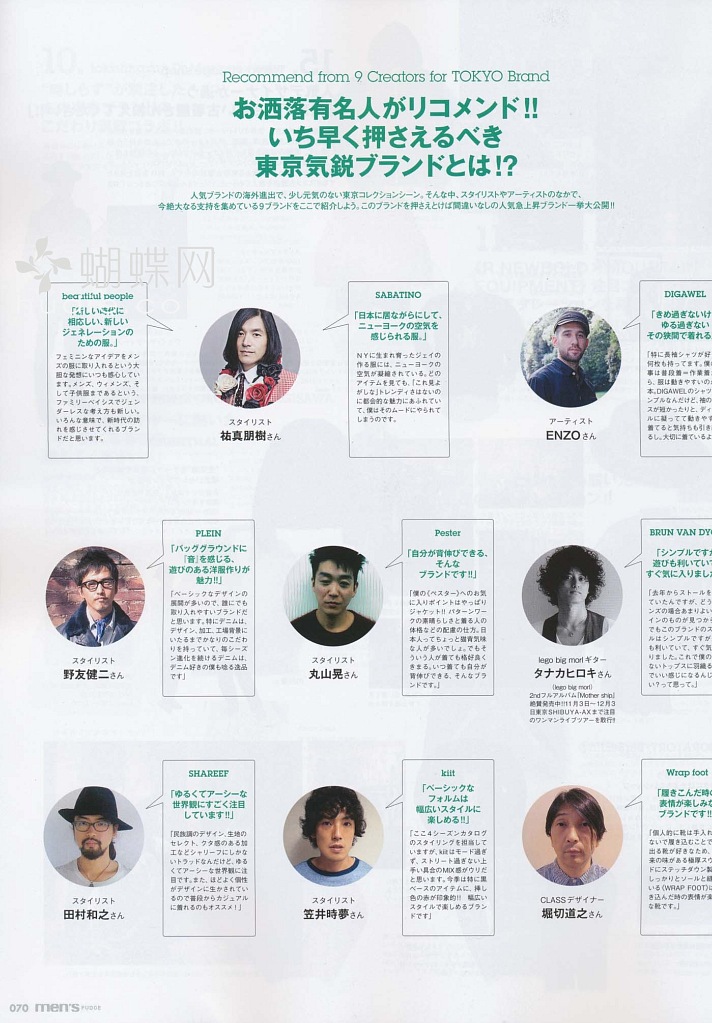 Recommend from 9 Creators for TOKYO Brand
お洒落有名人がリコメンド!!
いち早く押さえるべき
東京気鋭ブランドとは!?
人気ブランドの海外進出で、少し元気のない東京コレクションシーン。そんな中、スタイリストやアーティストのなかで、
今絶大なる支持を集めている9ブランドをここで紹介しよう。このブランドを押さえとけば間違いなしの人気急上昇ブランド一挙大公開!!
蝴蝶网
beautiful people
「新しい時代に
相応しい、新しい
ジェネレーションの
ための服。」
フェミニンなアイデアをメン
ズの服に取り入れるという大
胆な発想にいつも感心してい
ます。メンズ、ウィメンズ、そ
して子供服まであるという、
ファミリーベイシスでジェン
ダーレスな考え方も新しい。
いろんな意味で、新時代の訪
れを感じさせてくれるブラン
ドだと思います。
スタイリスト
祐真朋樹さん
SABATINO
「日本に居ながらにして、
ニューヨークの空気を
感じられる服。」
NYに生まれ育ったジェイの
作る服には、ニューヨークの
空気が凝縮されている。どの
アイテムを見ても、「これ見よ
がしな」トレンディさはないの
に都会的な魅力にあふれてい
て、僕はそのムードにやられて
しまうのです。
アーティスト
ENZOさん
DIGAWEL
「きめ過ぎないけ
ゆる過ぎない
その狭間で着れる
「特に長袖シャツが好
何枚も持ってます。僕の
事は普段着=作業着
ら、服は動きやすいのが
本。DIGAWELのシャツ
ンプルなんだけど、袖の
スが短かったりと、ディ
ルに凝ってて動きやす
着てると気持ちも引き
るし。大切に着ているよ
スタイリスト
野友健二さん
PLEIN
「バックグラウンドに
『音』を感じる、
遊びのある洋服作りが
魅力!!」
「ベーシックなデザインの
展開が多いので、誰にでも
取り入れやすいブランドだ
と思います。特にデニムは、
デザイン、加工、工場背景に
いたるまでかなりのこだわ
りを持っていて、毎シーズ
ン進化を続けるデニムは、
デニム好きの僕も唸る逸品
です」
スタイリスト
丸山晃さん
Pester
「自分が背伸びできる、
そんな
ブランドです!!」
「僕の〈ペスター〉へのお気
に入りポイントはやっぱり
ジャケット!! パターンワー
クの素晴らしさと着る人の
体格などの配慮の仕方。日
本人ってちょっと猫背気味
な人が多いでしょ。でもそ
ういう人が着ても格好良く
きまる。いつ着ても自分が
背伸びできる、そんなブラン
ドです。」
lego big morlギター
タナカヒロキさん
(lego big morl)
2ndフルアルバム『Mother ship』
絶賛発売中!!11月3日〜12月3
日東京SHIBUYA-AXまで注目
のワンマンライブツアーを敢行!!
BRUN VAN DY
「シンプルですが
遊びも利いていて
すぐ気に入りました
「去年からストールを
ていたんですが、どう
ンズの場合あまりよい
インのものが見つから
でもこのブランドのス
ルはシンプルですが
も利いていて、すぐ気
りました。これで僕の
ないトップスに羽織る
でいい感じになるんじ
い?って思って。」
スタイリスト
田村和之さん
SHAREEF
「ゆるくてアーシーな
世界観にすごく注目
しています!!」
「民族調のデザイン、生地の
セレクト、クタ感のある加
工などシャリーフにしかな
いトラッドなんだけど、ゆる
くてアーシーな世界観に注
目です。また、ほどよく個性
がデザインに生かされてい
るので普段からカジュアル
に着れるのもオススメ!」
スタイリスト
笠井時夢さん
kiit
「ベーシックな
フォルムは
幅広いスタイルに
楽しめる!!」
「ここ4シーズンカタログ
のスタイリングを担当して
いますが、kiitはモード過ぎ
ず、ストリート過ぎない上
手い具合のMIX感がウリだ
と思います。今季は特に黒
ベースのアイテムに、挿し
色の赤が印象的!! 幅広い
スタイルで楽しめるブラン
ドです」
CLASSデザイナー
堀切道之さん
Wrap foot
「履きこんだ時の
表情が楽しみな
ブランドです!!
「個人的に靴は手入れ
ないで履き込むことで
出る靴が好きなため、
来の味がある極厚スウ
ドにステッチダウン製
しっかりとソールと縫
いる〈WRAP FOOT〉は
き込んだ時の表情が楽
な靴です。」
070 men's PUDDE